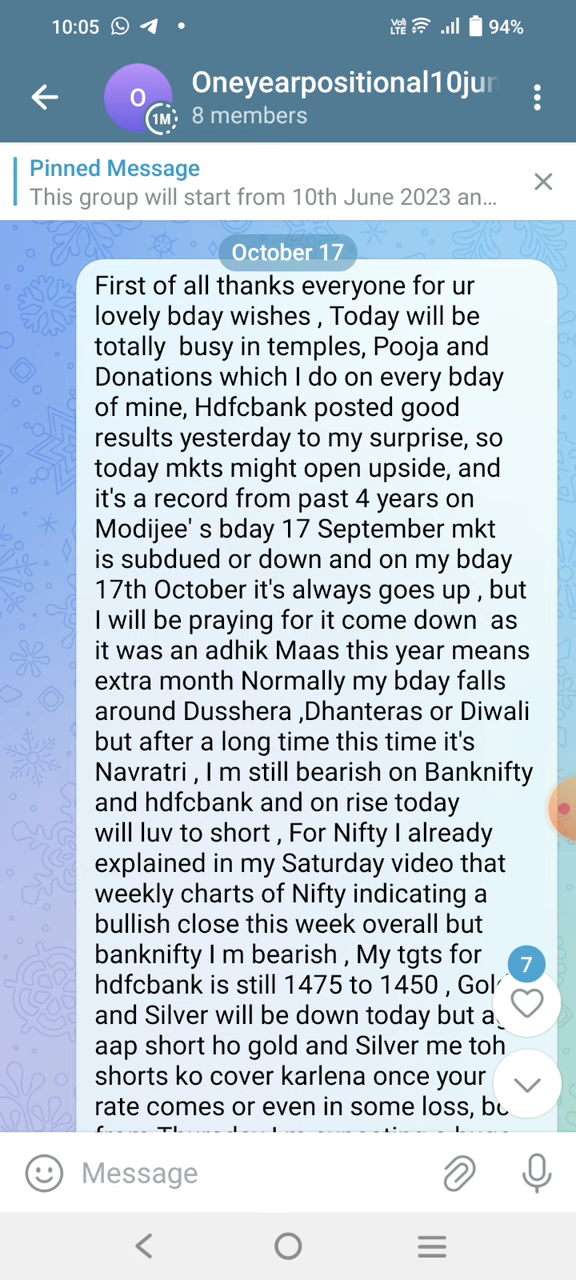 10:05
Vo)) LTE
94%
O
1M
Oneyearpositional10jun
8 members
Pinned Message
This group will start from 10th June 2023 an...
October 17
First of all thanks everyone for ur
lovely bday wishes , Today will be
totally  busy in temples, Pooja and
Donations which I do on every bday
of mine, Hdfcbank posted good
results yesterday to my surprise, so
today mkts might open upside, and
it's a record from past 4 years on
Modijee' s bday 17 September mkt
is subdued or down and on my bday
17th October it's always goes up , but
I will be praying for it come down  as
it was an adhik Maas this year means
extra month Normally my bday falls
around Dusshera ,Dhanteras or Diwali
but after a long time this time it's
Navratri , I m still bearish on Banknifty
and hdfcbank and on rise today
will luv to short , For Nifty I already
explained in my Saturday video that
weekly charts of Nifty indicating a
bullish close this week overall but
banknifty I m bearish , My tgts for
7
hdfcbank is still 1475 to 1450 ,
and Silver will be down today but
aap short ho gold and Silver me toh
shorts ko cover karlena once your
rate comes or even in some loss,
Message